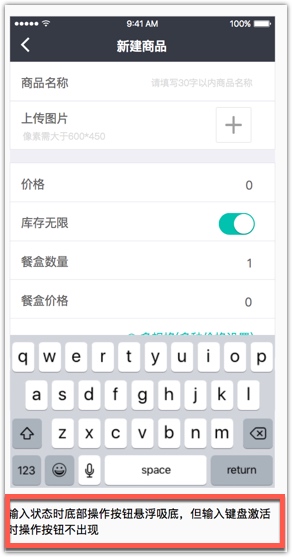 9:41 AM 100%
新建商品
商品名称 请填写30字以内商品名称
上传图片
像素需大于600*450
价格 0
库存无限
餐盒数量 1
餐盒价格 0
q w e r t y u i o p
a s d f g h j k l
z x c v b n m
123 space return
输入状态时底部操作按钮悬浮吸底，但输入键盘激活
时操作按钮不出现